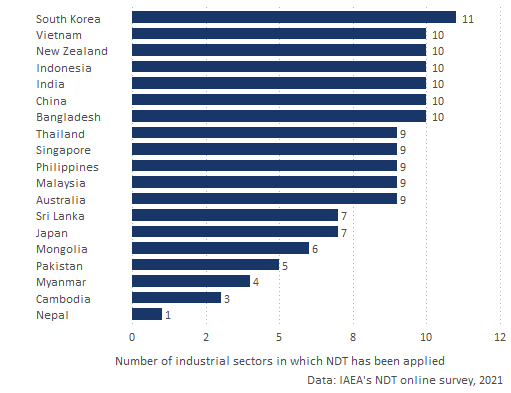 South Korea 11
Vietnam 10
New Zealand 10
Indonesia 10
India 10
China 10
Bangladesh 10
Thailand 9
Singapore 9
Philippines 9
Malaysia 9
Australia 9
Sri Lanka 7
Japan 7
Mongolia 6
Pakistan 5
Myanmar 4
Cambodia 3
Nepal 1
0 2 5 8 10 12
Number of industrial sectors in which NDT has been applied
Data: IAEA's NDT online survey, 2021